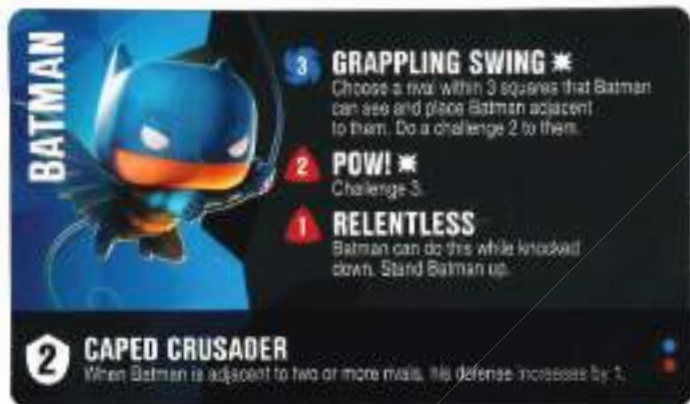 BATMAN
3 GRAPPLING SWING
Choose a rival within 3 squares that Batman
can see and place Batman adjacent
to them. Do a challenge 2 to them.
2 POW!
Challenge 3.
1 RELENTLESS
Batman can do this while knocked
down. Stand Batman up.
2 CAPED CRUSADER
When Batman is adjacent to two or more rivals, his defense increases by 1.